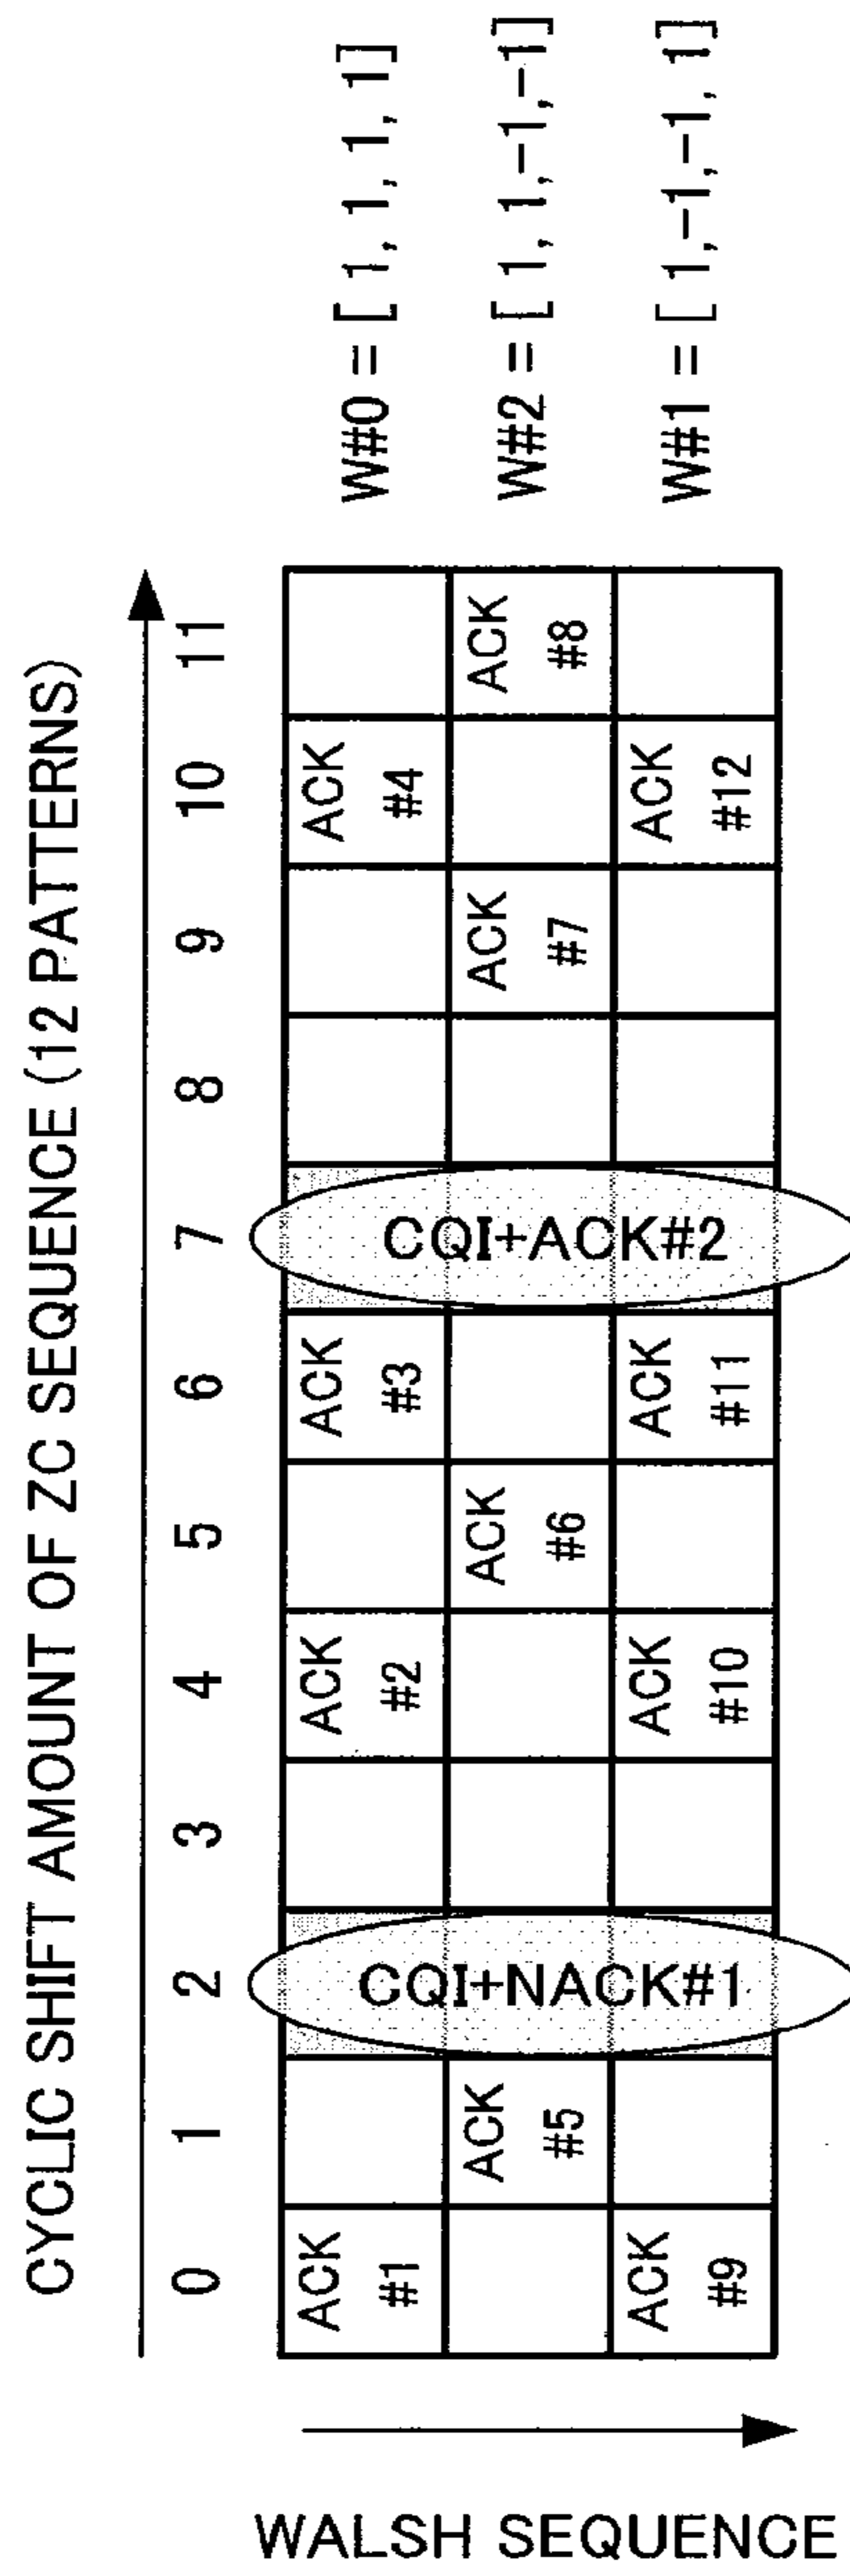 CYCLIC SHIFT AMOUNT OF ZC SEQUENCE (12 PATTERNS)
0 1 2 3 4 5 6 7 8 9 10 11
ACK #1
ACK #2
ACK #3
ACK #4
W#0 = [ 1, 1, 1, 1]
ACK #5
ACK #6
ACK #7
ACK #8
W#2 = [ 1, 1,-1,-1]
CQI+NACK#1
CQI+ACK#2
ACK #9
ACK #10
ACK #11
ACK #12
W#1 = [ 1,-1,-1, 1]
WALSH SEQUENCE